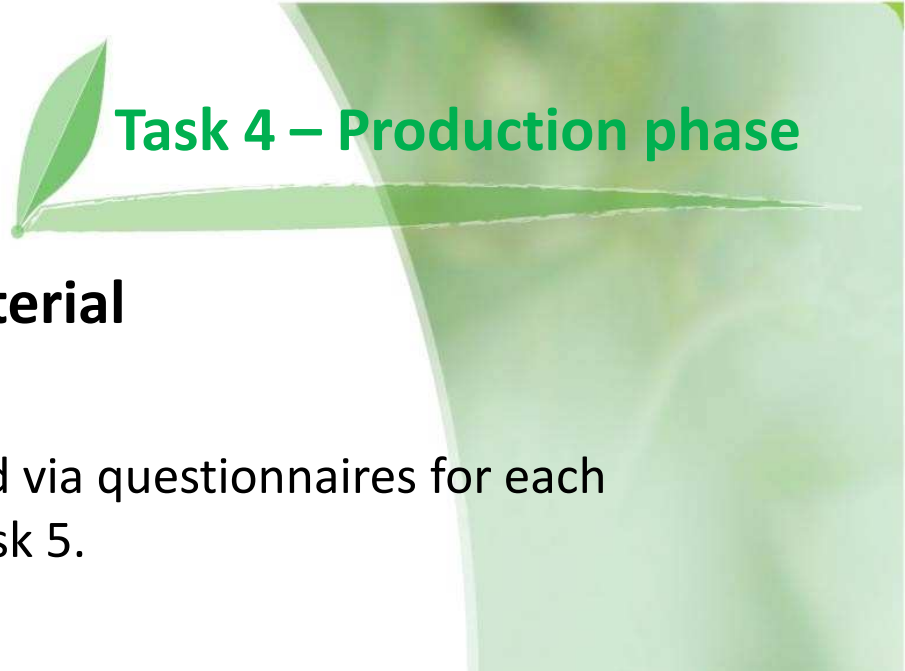 Task 4 – Production phase
terial
d via questionnaires for each
sk 5.